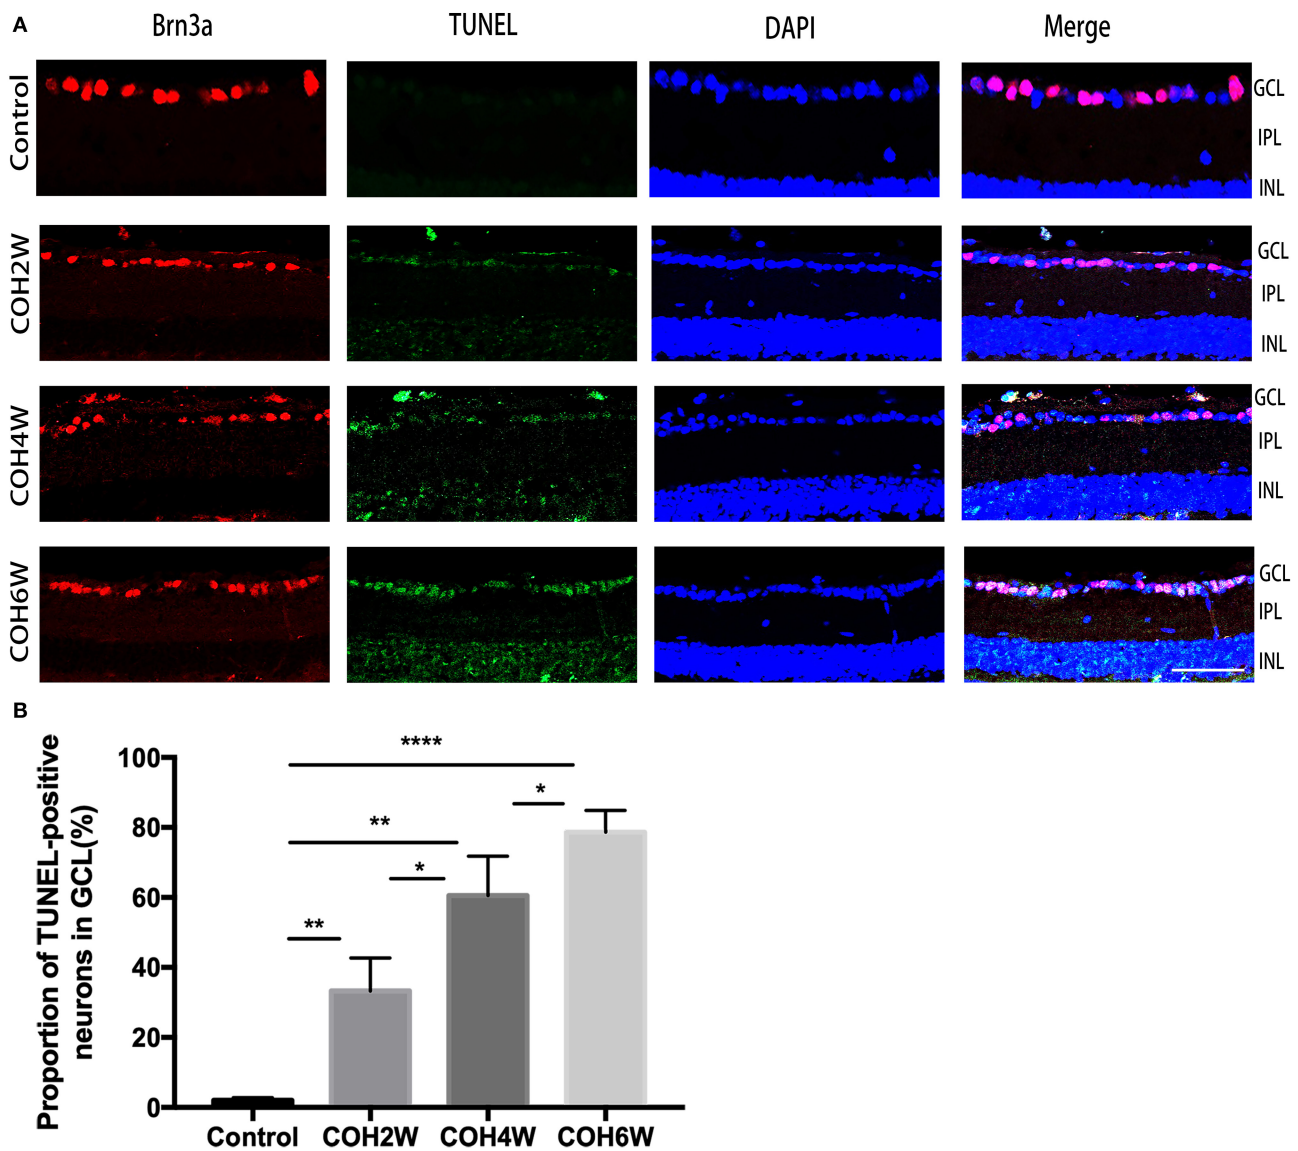 A
Brn3a TUNEL DAPI Merge
Control
GCL
IPL
INL
COH2W
GCL
IPL
INL
COH4W
GCL
IPL
INL
COH6W
GCL
IPL
INL
B
Proportion of TUNEL-positive
neurons in GCL(%)
100
80
60
40
20
0
****
*
**
*
**
Control COH2W COH4W COH6W